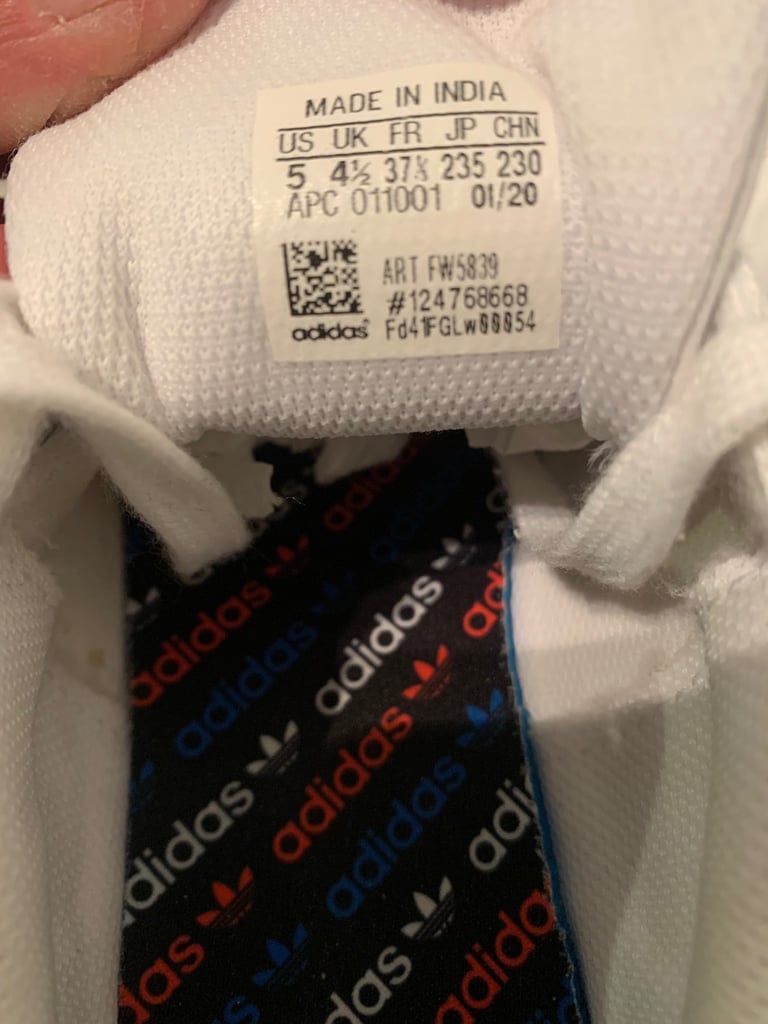 MADE IN INDIA
US UK FR JP CHN
5 4½ 37⅓ 235 230
APC 011001 01/20
ART FW5839
#124768668
adidas Fd41FGLw00054
adidas
adidas
adidas
adidas
adidas
adidas
adidas
adidas